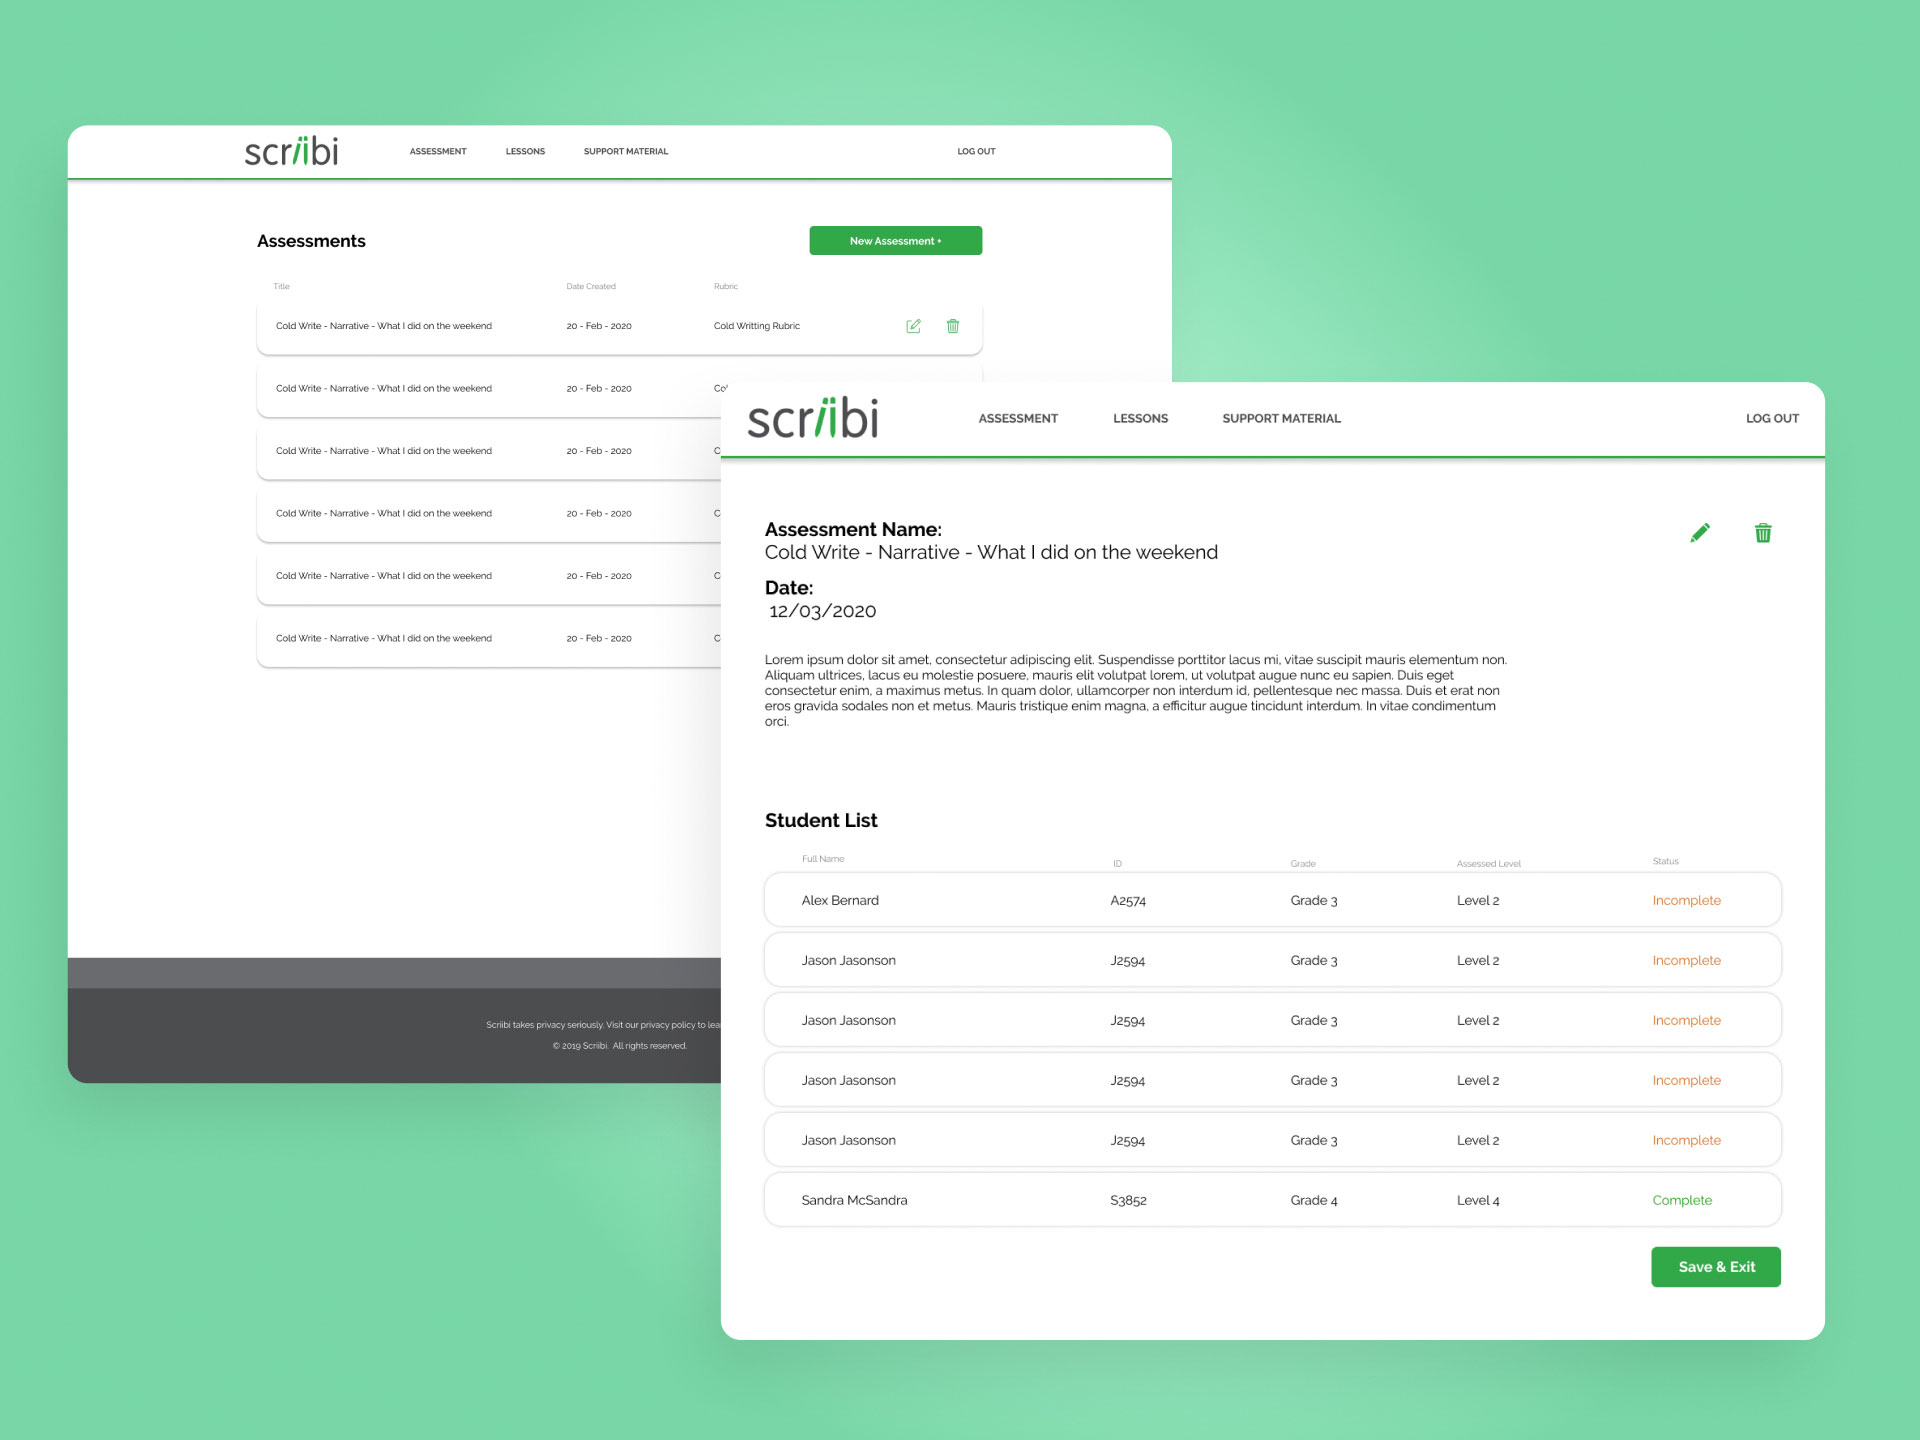 scriibi
ASSESSMENT LESSONS SUPPORT MATERIAL LOG OUT
Assessments New Assessment +
Title Date Created Rubric
Cold Write - Narrative - What I did on the weekend 20 - Feb - 2020 Cold Writting Rubric
Cold Write - Narrative - What I did on the weekend 20 - Feb - 2020
Cold Write - Narrative - What I did on the weekend 20 - Feb - 2020
Cold Write - Narrative - What I did on the weekend 20 - Feb - 2020
Cold Write - Narrative - What I did on the weekend 20 - Feb - 2020
Cold Write - Narrative - What I did on the weekend 20 - Feb - 2020
Scriibi takes privacy seriously. Visit our privacy policy to
© 2019 Scriibi. All rights reserved.
scriibi
ASSESSMENT LESSONS SUPPORT MATERIAL LOG OUT
Assessment Name:
Cold Write - Narrative - What I did on the weekend
Date:
12/03/2020
Lorem ipsum dolor sit amet, consectetur adipiscing elit. Suspendisse porttitor lacus mi, vitae suscipit mauris elementum non.
Aliquam ultrices, lacus eu molestie posuere, mauris elit volutpat lorem, ut volutpat augue nunc eu sapien. Duis eget
consectetur enim, a maximus metus. In quam dolor, ullamcorper non interdum id, pellentesque nec massa. Duis et erat non
eros gravida sodales non et metus. Mauris tristique enim magna, a efficitur augue tincidunt interdum. In vitae condimentum
orci.
Student List
Full Name ID Grade Assessed Level Status
Alex Bernard A2574 Grade 3 Level 2 Incomplete
Jason Jasonson J2594 Grade 3 Level 2 Incomplete
Jason Jasonson J2594 Grade 3 Level 2 Incomplete
Jason Jasonson J2594 Grade 3 Level 2 Incomplete
Jason Jasonson J2594 Grade 3 Level 2 Incomplete
Sandra McSandra S3852 Grade 4 Level 4 Complete
Save & Exit